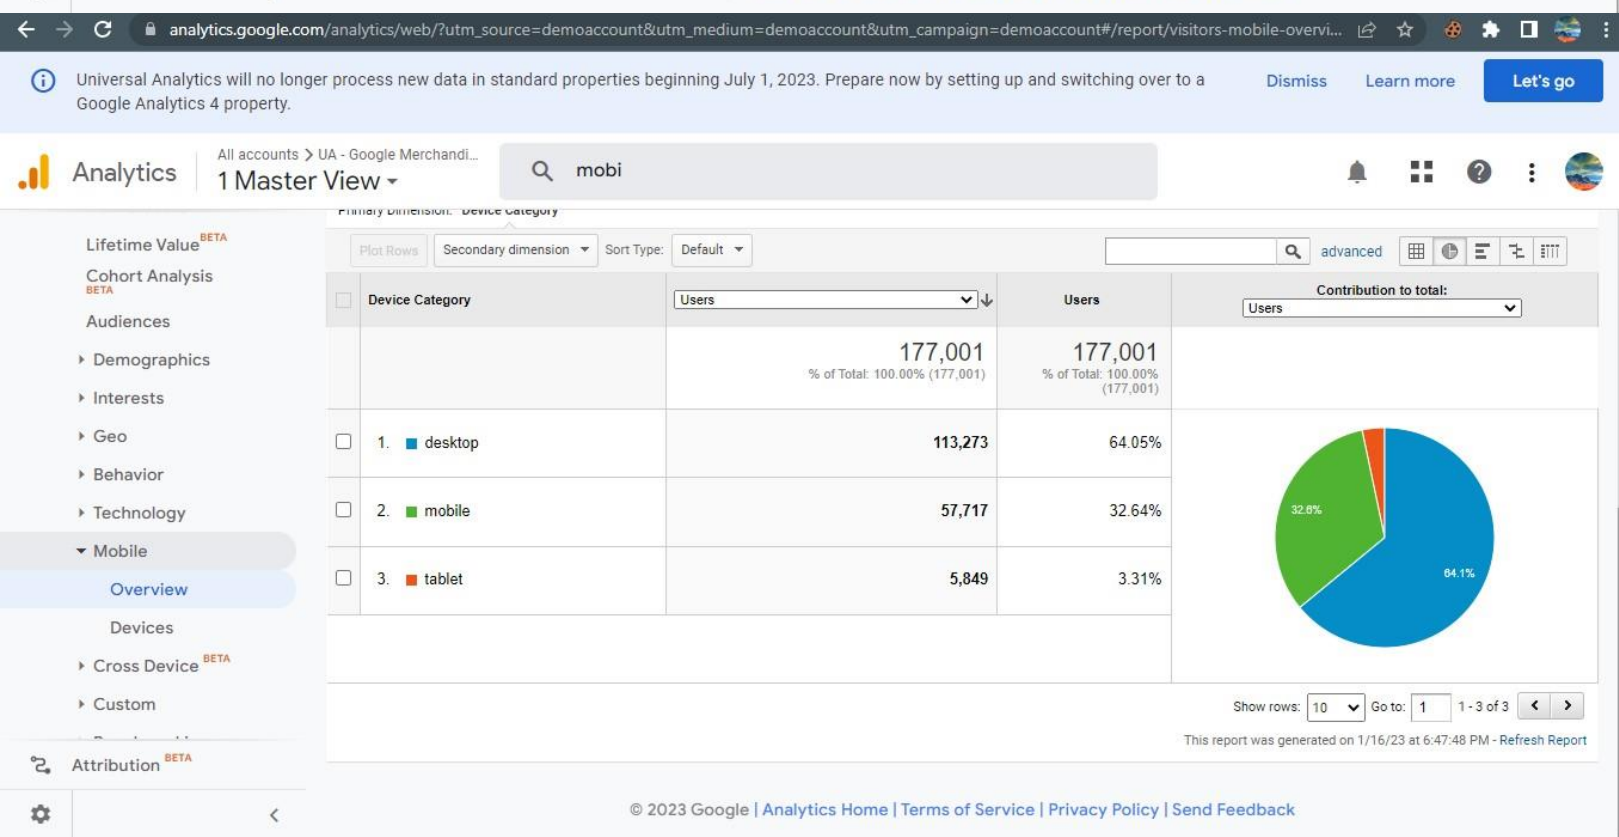 analytics.google.com/analytics/web/?utm_source=demoaccount&utm_medium=demoaccount&utm_campaign=demoaccount#/report/visitors-mobile-overvi...
Universal Analytics will no longer process new data in standard properties beginning July 1, 2023. Prepare now by setting up and switching over to a
Google Analytics 4 property.
Dismiss
Learn more
Let's go
Analytics
All accounts > UA - Google Merchandi...
1 Master View
mobi
Primary Dimension: Device Category
Lifetime Value BETA
Cohort Analysis
BETA
Audiences
Demographics
Interests
Geo
Behavior
Technology
Mobile
Overview
Devices
Cross Device BETA
Custom
Attribution BETA
Plot Rows
Secondary dimension
Sort Type:
Default
advanced
Device Category
Users
Users
Contribution to total:
Users
177,001
% of Total: 100.00% (177,001)
177,001
% of Total: 100.00%
(177,001)
1. desktop 113,273 64.05%
2. mobile 57,717 32.64%
3. tablet 5,849 3.31%
32.6%
64.1%
Show rows: 10 Go to: 1 1 - 3 of 3
This report was generated on 1/16/23 at 6:47:48 PM - Refresh Report
© 2023 Google | Analytics Home | Terms of Service | Privacy Policy | Send Feedback